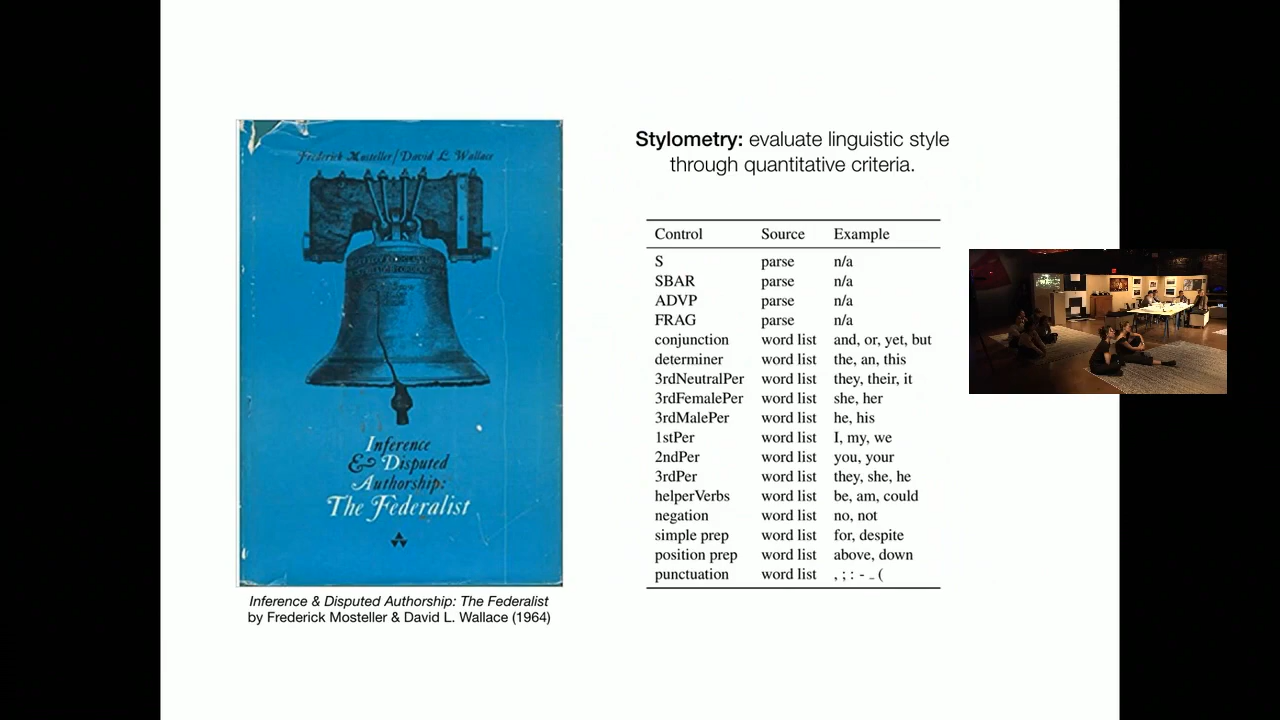 Frederick Mosteller/David L. Wallace
Inference
& Disputed
Authorship:
The Federalist
Inference & Disputed Authorship: The Federalist
by Frederick Mosteller & David L. Wallace (1964)
Stylometry: evaluate linguistic style
through quantitative criteria.
Control Source Example
S parse n/a
SBAR parse n/a
ADVP parse n/a
FRAG parse n/a
conjunction word list and, or, yet, but
determiner word list the, an, this
3rdNeutralPer word list they, their, it
3rdFemalePer word list she, her
3rdMalePer word list he, his
1stPer word list I, my, we
2ndPer word list you, your
3rdPer word list they, she, he
helperVerbs word list be, am, could
negation word list no, not
simple prep word list for, despite
position prep word list above, down
punctuation word list , ; : - _ (